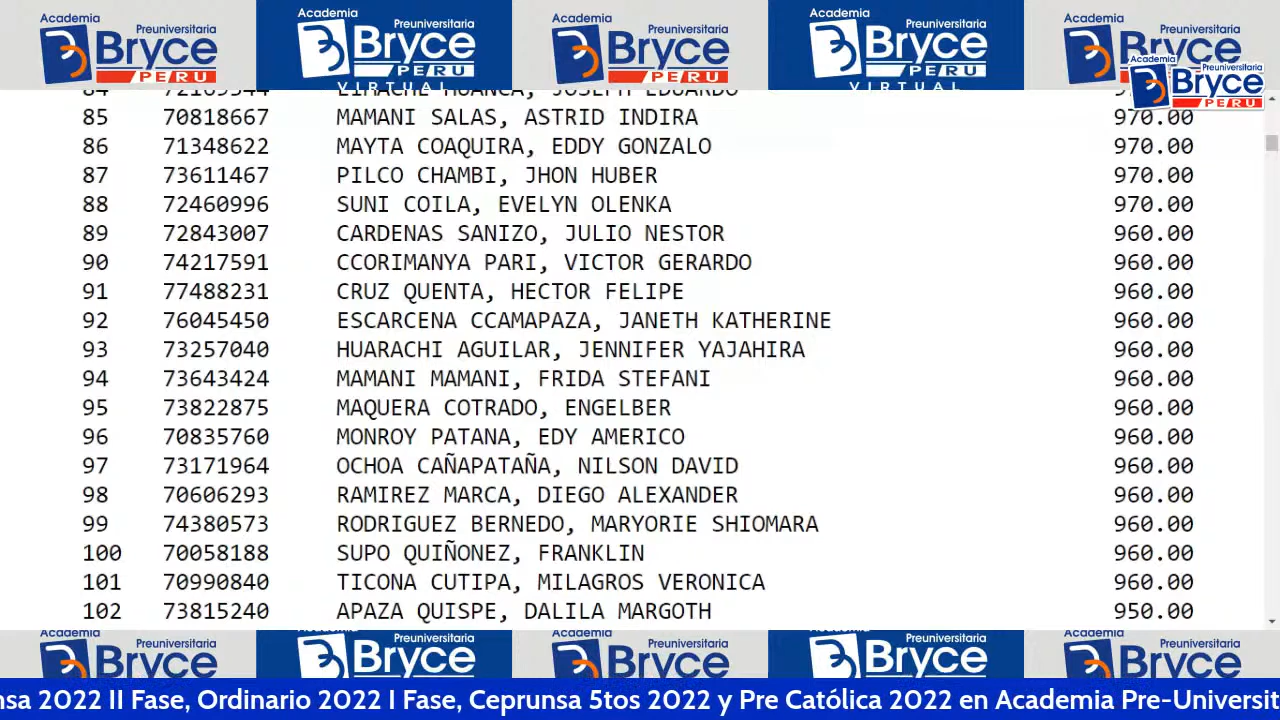 Academia Preuniversitaria Bryce PERU
Academia Preuniversitaria Bryce PERU VIRTUAL
Academia Preuniversitaria Bryce PERU
Academia Preuniversitaria Bryce PERU VIRTUAL
Academia Preuniversitaria Bryce
Academia Preuniversitaria Bryce PERU
85 70818667 MAMANI SALAS, ASTRID INDIRA 970.00
86 71348622 MAYTA COAQUIRA, EDDY GONZALO 970.00
87 73611467 PILCO CHAMBI, JHON HUBER 970.00
88 72460996 SUNI COILA, EVELYN OLENKA 970.00
89 72843007 CARDENAS SANIZO, JULIO NESTOR 960.00
90 74217591 CCORIMANYA PARI, VICTOR GERARDO 960.00
91 77488231 CRUZ QUENTA, HECTOR FELIPE 960.00
92 76045450 ESCARCENA CCAMAPAZA, JANETH KATHERINE 960.00
93 73257040 HUARACHI AGUILAR, JENNIFER YAJAHIRA 960.00
94 73643424 MAMANI MAMANI, FRIDA STEFANI 960.00
95 73822875 MAQUERA COTRADO, ENGELBER 960.00
96 70835760 MONROY PATANA, EDY AMERICO 960.00
97 73171964 OCHOA CAÑAPATAÑA, NILSON DAVID 960.00
98 70606293 RAMIREZ MARCA, DIEGO ALEXANDER 960.00
99 74380573 RODRIGUEZ BERNEDO, MARYORIE SHIOMARA 960.00
100 70058188 SUPO QUIÑONEZ, FRANKLIN 960.00
101 70990840 TICONA CUTIPA, MILAGROS VERONICA 960.00
102 73815240 APAZA QUISPE, DALILA MARGOTH 950.00
Academia Preuniversitaria Bryce
Academia Preuniversitaria Bryce PERU
Academia Preuniversitaria Bryce
Academia Preuniversitaria Bryce PERU
Academia Preuniversitaria Bryce
nsa 2022 II Fase, Ordinario 2022 I Fase, Ceprunsa 5tos 2022 y Pre Católica 2022 en Academia Pre-Universit